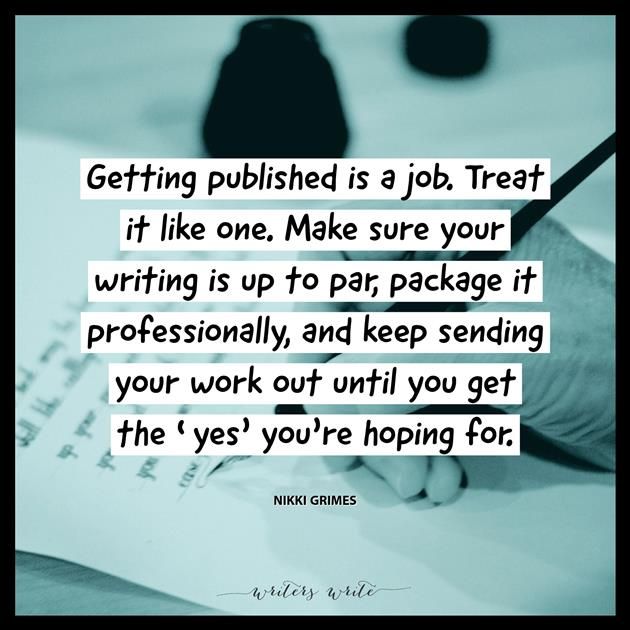 Getting published is a job. Treat
it like one. Make sure your
writing is up to par, package it
professionally, and keep sending
your work out until you get
the ‘ yes’ you’re hoping for.
NIKKI GRIMES
writers write